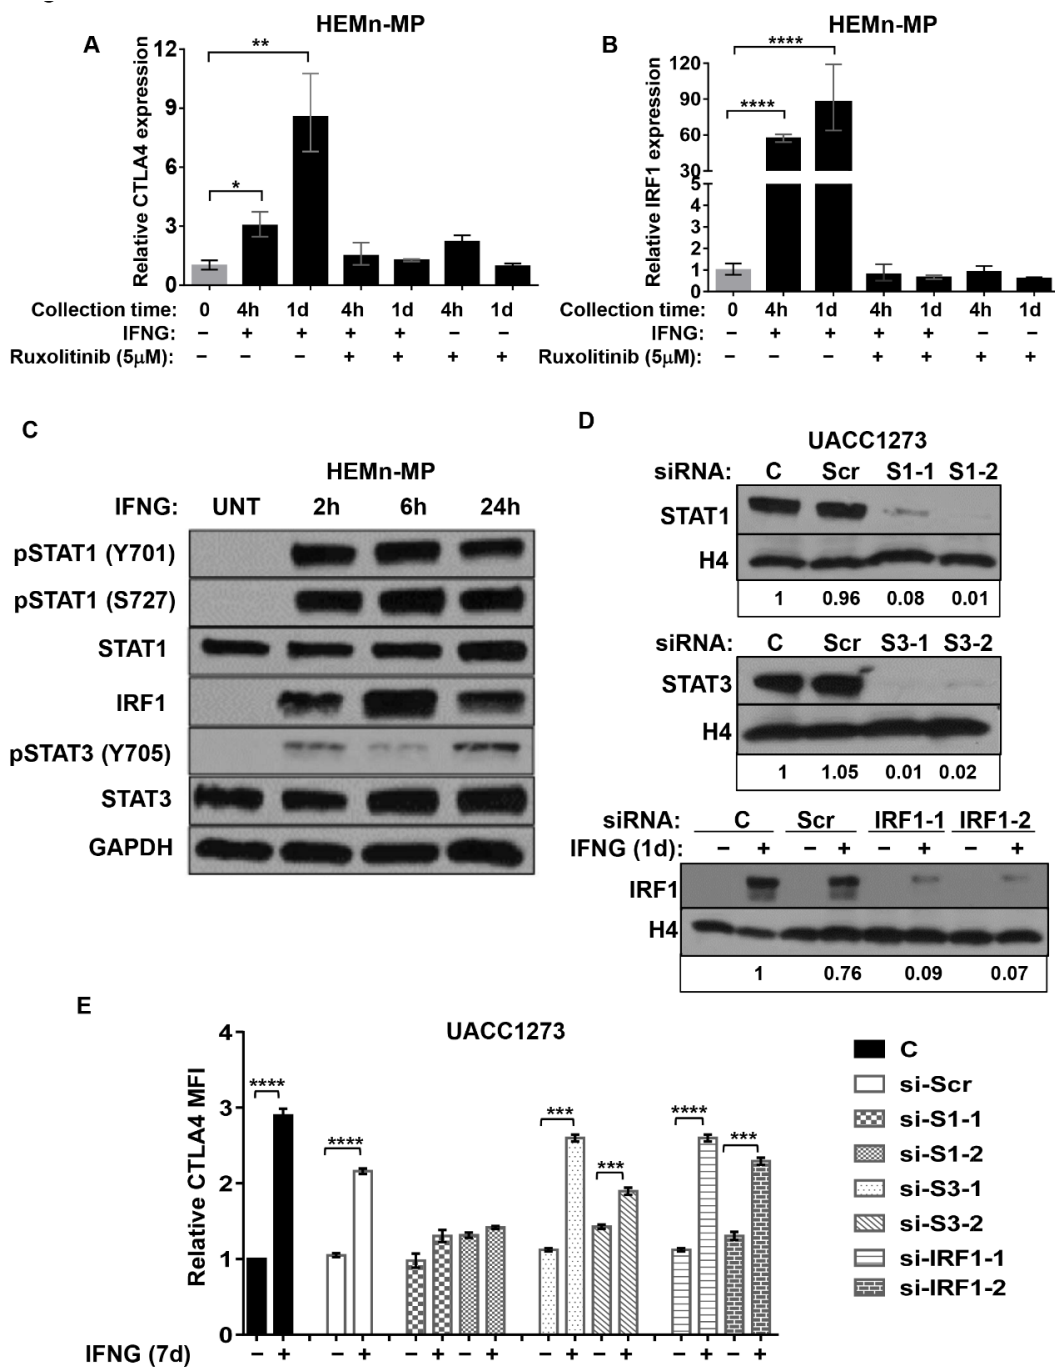 A
HEMn-MP
Relative CTLA4 expression
12
9
6
3
0
*
**
Collection time: 0 4h 1d 4h 1d 4h 1d
IFNG: − + + + + − −
Ruxolitinib (5μM): − − − + + + +
B
HEMn-MP
Relative IRF1 expression
120
90
60
30
5
4
3
2
1
0
****
****
Collection time: 0 4h 1d 4h 1d 4h 1d
IFNG: − + + + + − −
Ruxolitinib (5μM): − − − + + + +
C
HEMn-MP
IFNG: UNT 2h 6h 24h
pSTAT1 (Y701)
pSTAT1 (S727)
STAT1
IRF1
pSTAT3 (Y705)
STAT3
GAPDH
D
UACC1273
siRNA: C Scr S1-1 S1-2
STAT1
H4
1 0.96 0.08 0.01
siRNA: C Scr S3-1 S3-2
STAT3
H4
1 1.05 0.01 0.02
siRNA: C Scr IRF1-1 IRF1-2
IFNG (1d): − + − + − + − +
IRF1
H4
1 0.76 0.09 0.07
E
UACC1273
Relative CTLA4 MFI
4
3
2
1
0
****
****
***
***
****
***
IFNG (7d) − + − + − + − + − + − + − + − +
C
si-Scr
si-S1-1
si-S1-2
si-S3-1
si-S3-2
si-IRF1-1
si-IRF1-2